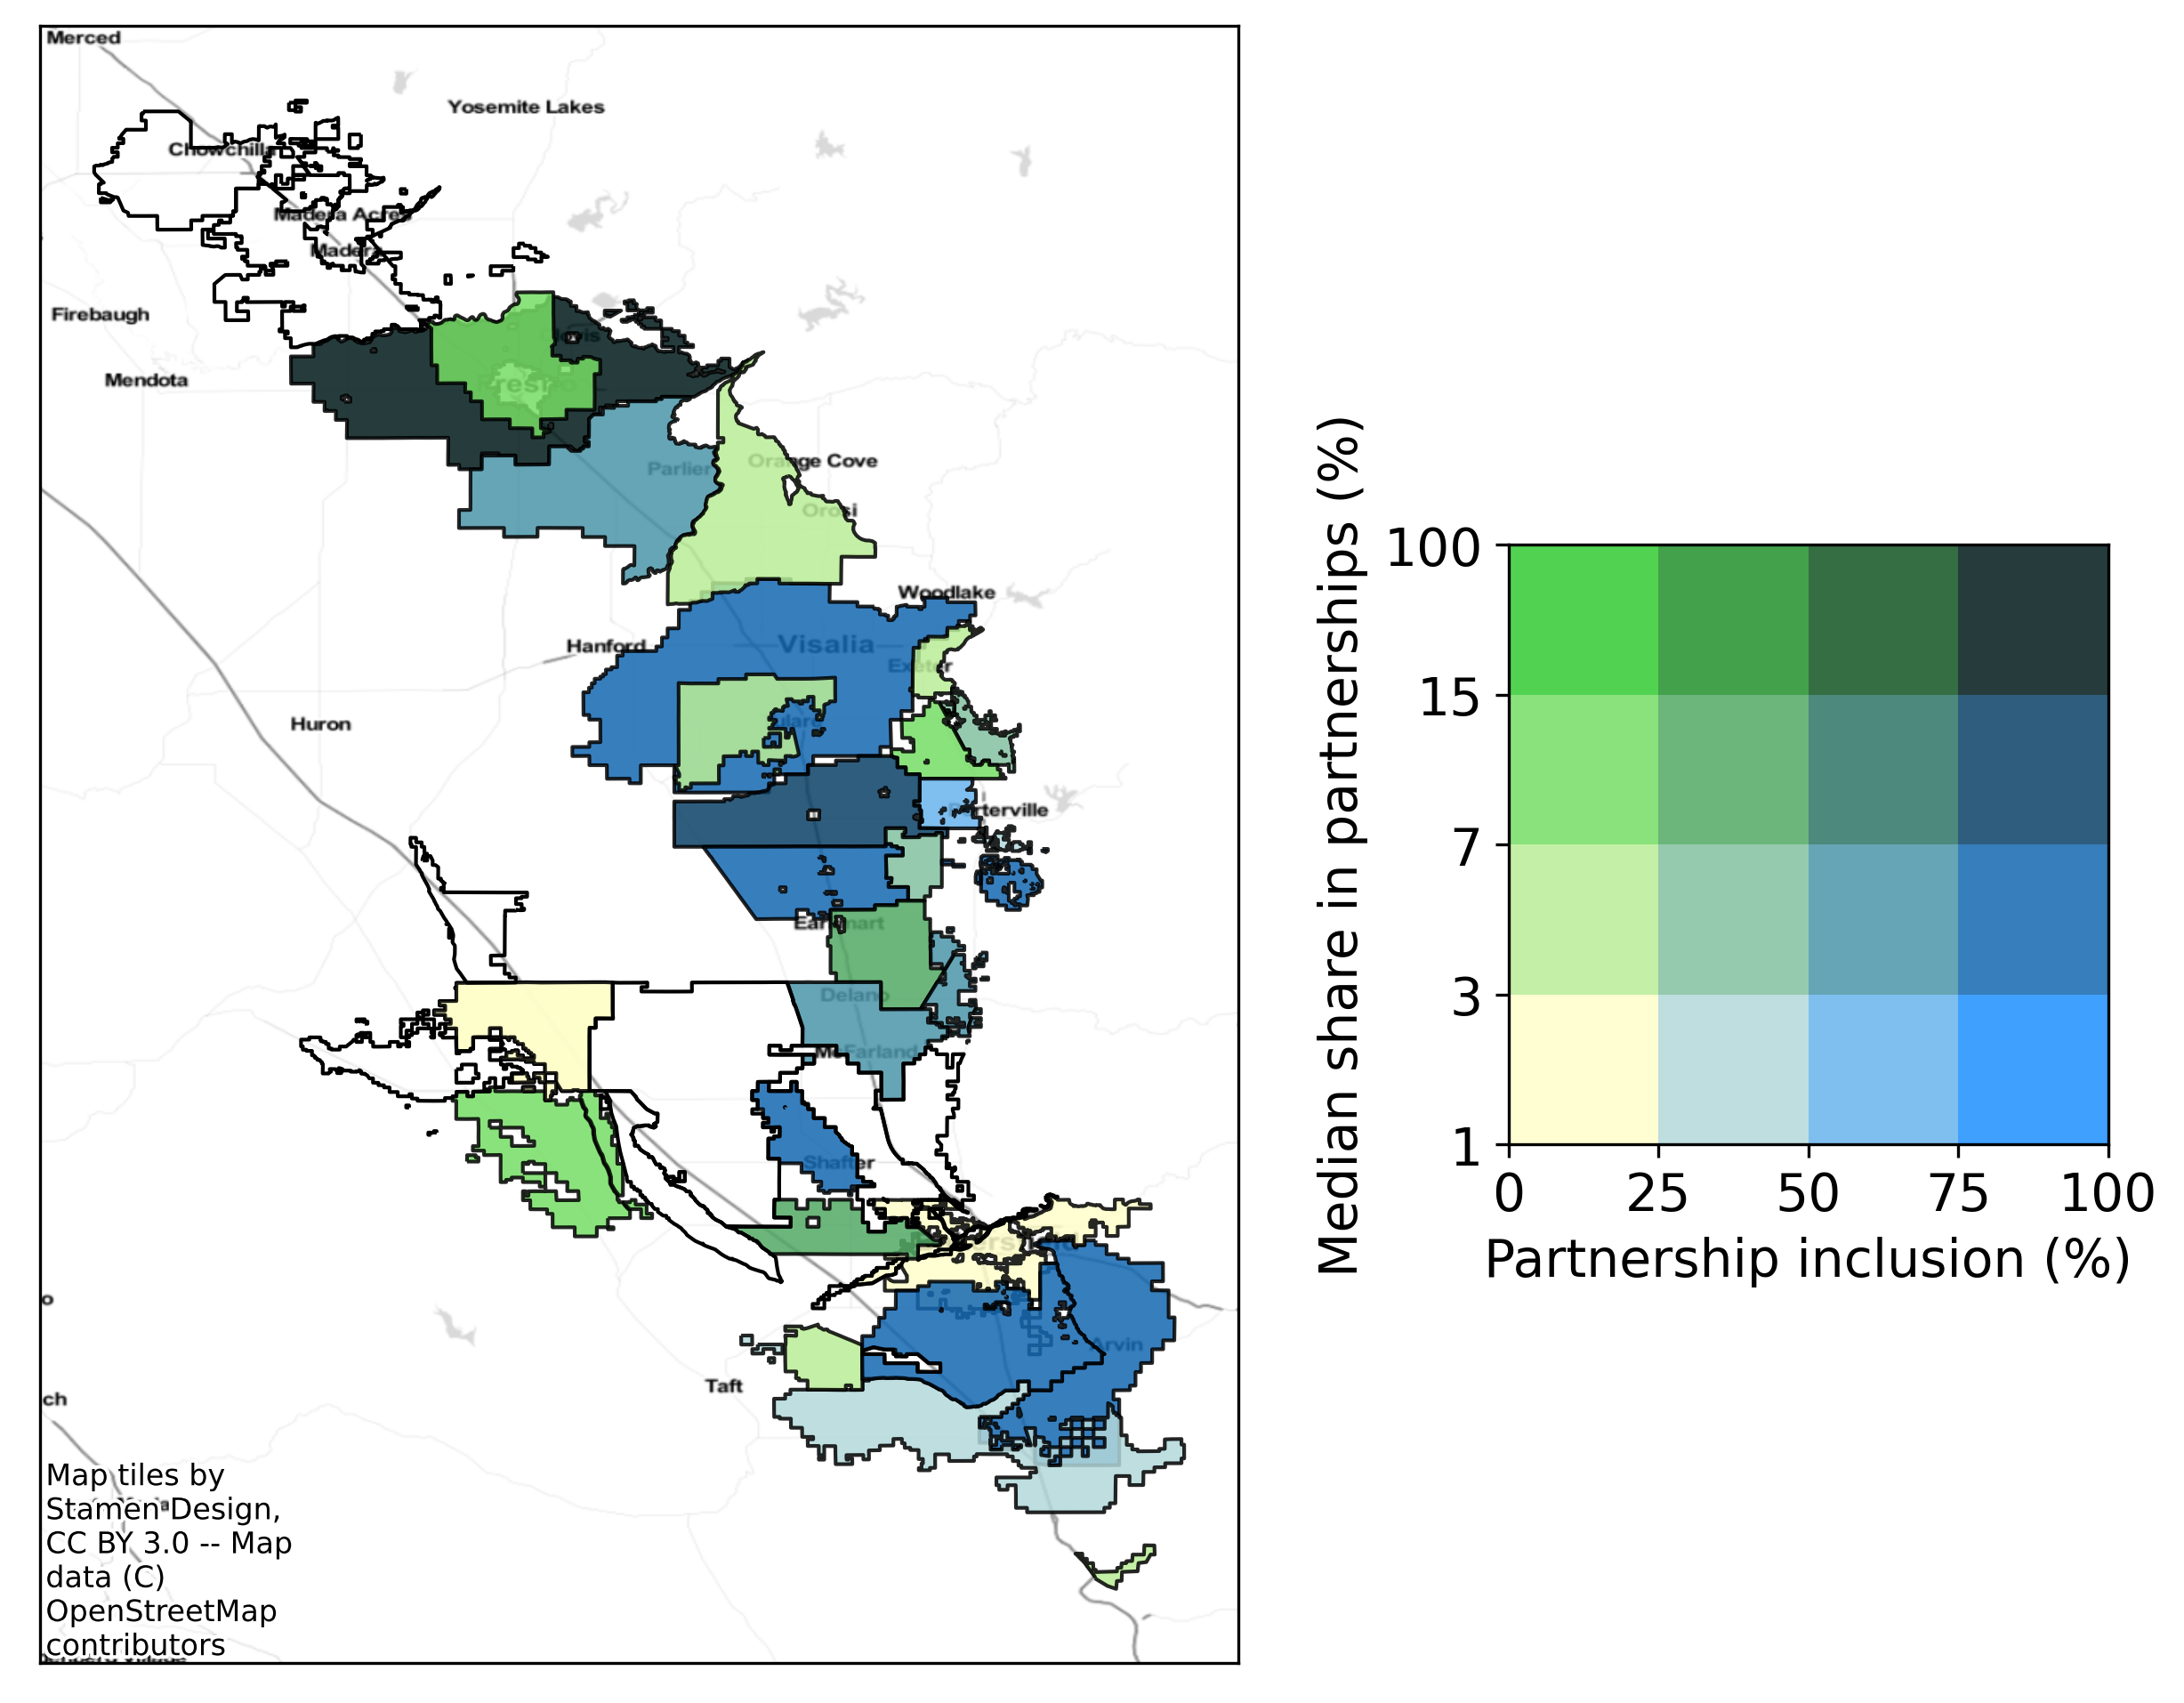 Merced
Yosemite Lakes
Chowchilla
Madera Acres
Madera
Firebaugh
Clovis
Mendota
Fresno
Orange Cove
Parlier
Orosi
Woodlake
Hanford
Visalia
Exeter
Huron
Tulare
Porterville
Earlimart
Delano
McFarland
Shafter
Arvin
Taft
o
ch
Map tiles by
Stamen Design,
CC BY 3.0 -- Map
data (C)
OpenStreetMap
contributors
Median share in partnerships (%)
100
15
7
3
1
0 25 50 75 100
Partnership inclusion (%)